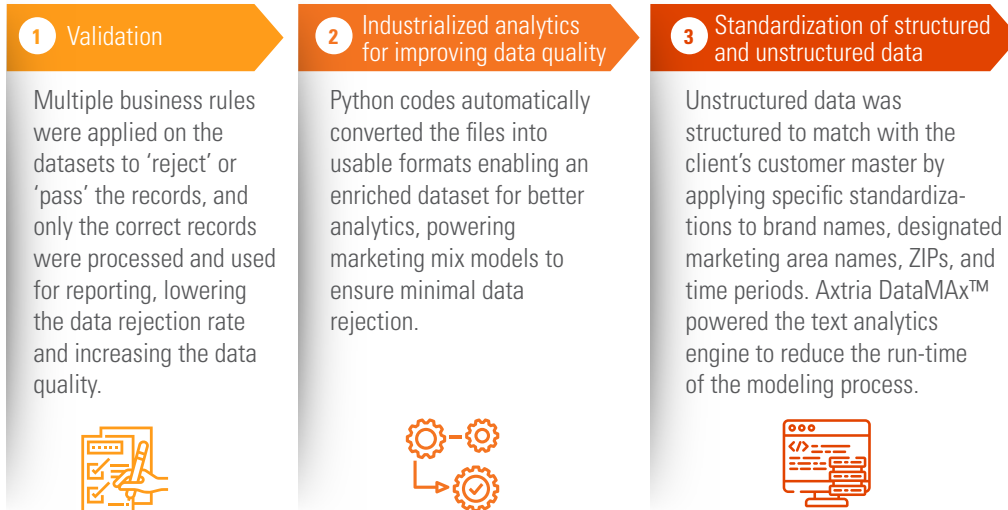 1 Validation
Multiple business rules
were applied on the
datasets to ‘reject’ or
‘pass’ the records, and
only the correct records
were processed and used
for reporting, lowering
the data rejection rate
and increasing the data
quality.
2 Industrialized analytics
for improving data quality
Python codes automatically
converted the files into
usable formats enabling an
enriched dataset for better
analytics, powering
marketing mix models to
ensure minimal data
rejection.
3 Standardization of structured
and unstructured data
Unstructured data was
structured to match with the
client’s customer master by
applying specific standardiza-
tions to brand names, designated
marketing area names, ZIPs, and
time periods. Axtria DataMAx™
powered the text analytics
engine to reduce the run-time
of the modeling process.